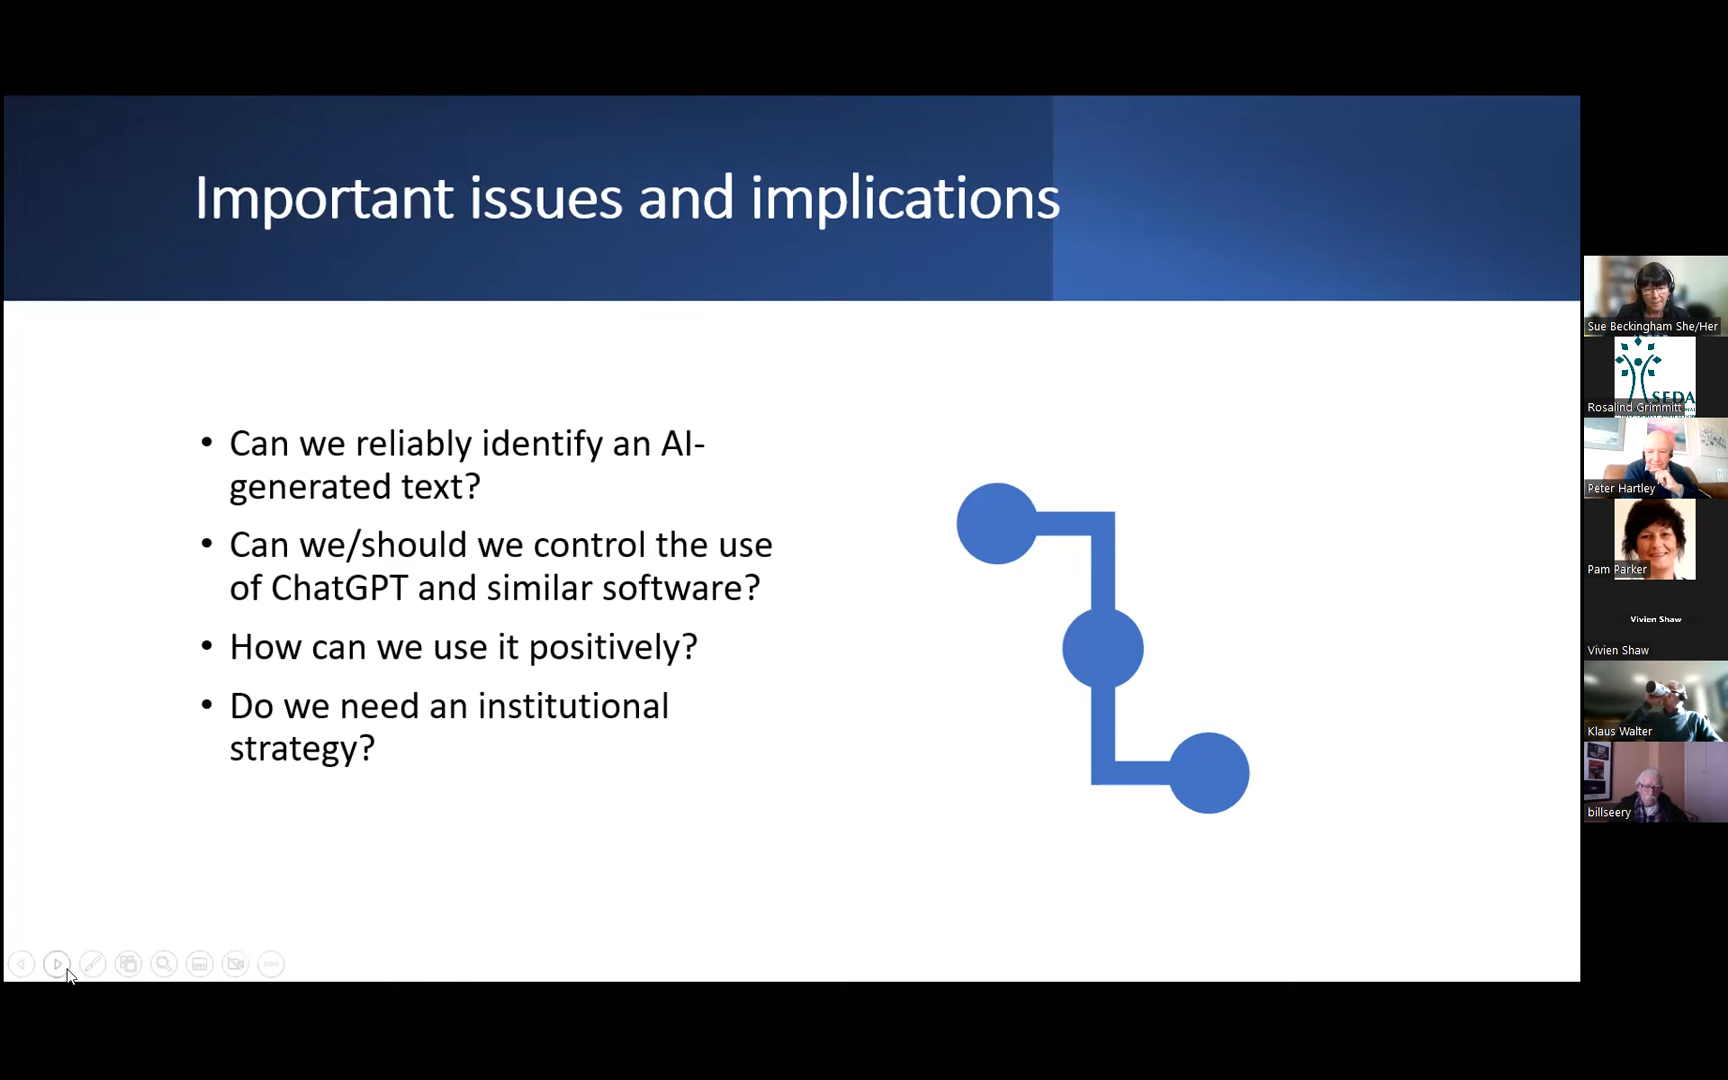 Important issues and implications
• Can we reliably identify an AI-
generated text?
• Can we/should we control the use
of ChatGPT and similar software?
• How can we use it positively?
• Do we need an institutional
strategy?
Sue Beckingham She/Her
SEDA
Rosalind Grimmitt
Peter Hartley
Pam Parker
Vivien Shaw
Vivien Shaw
Klaus Walter
billseery